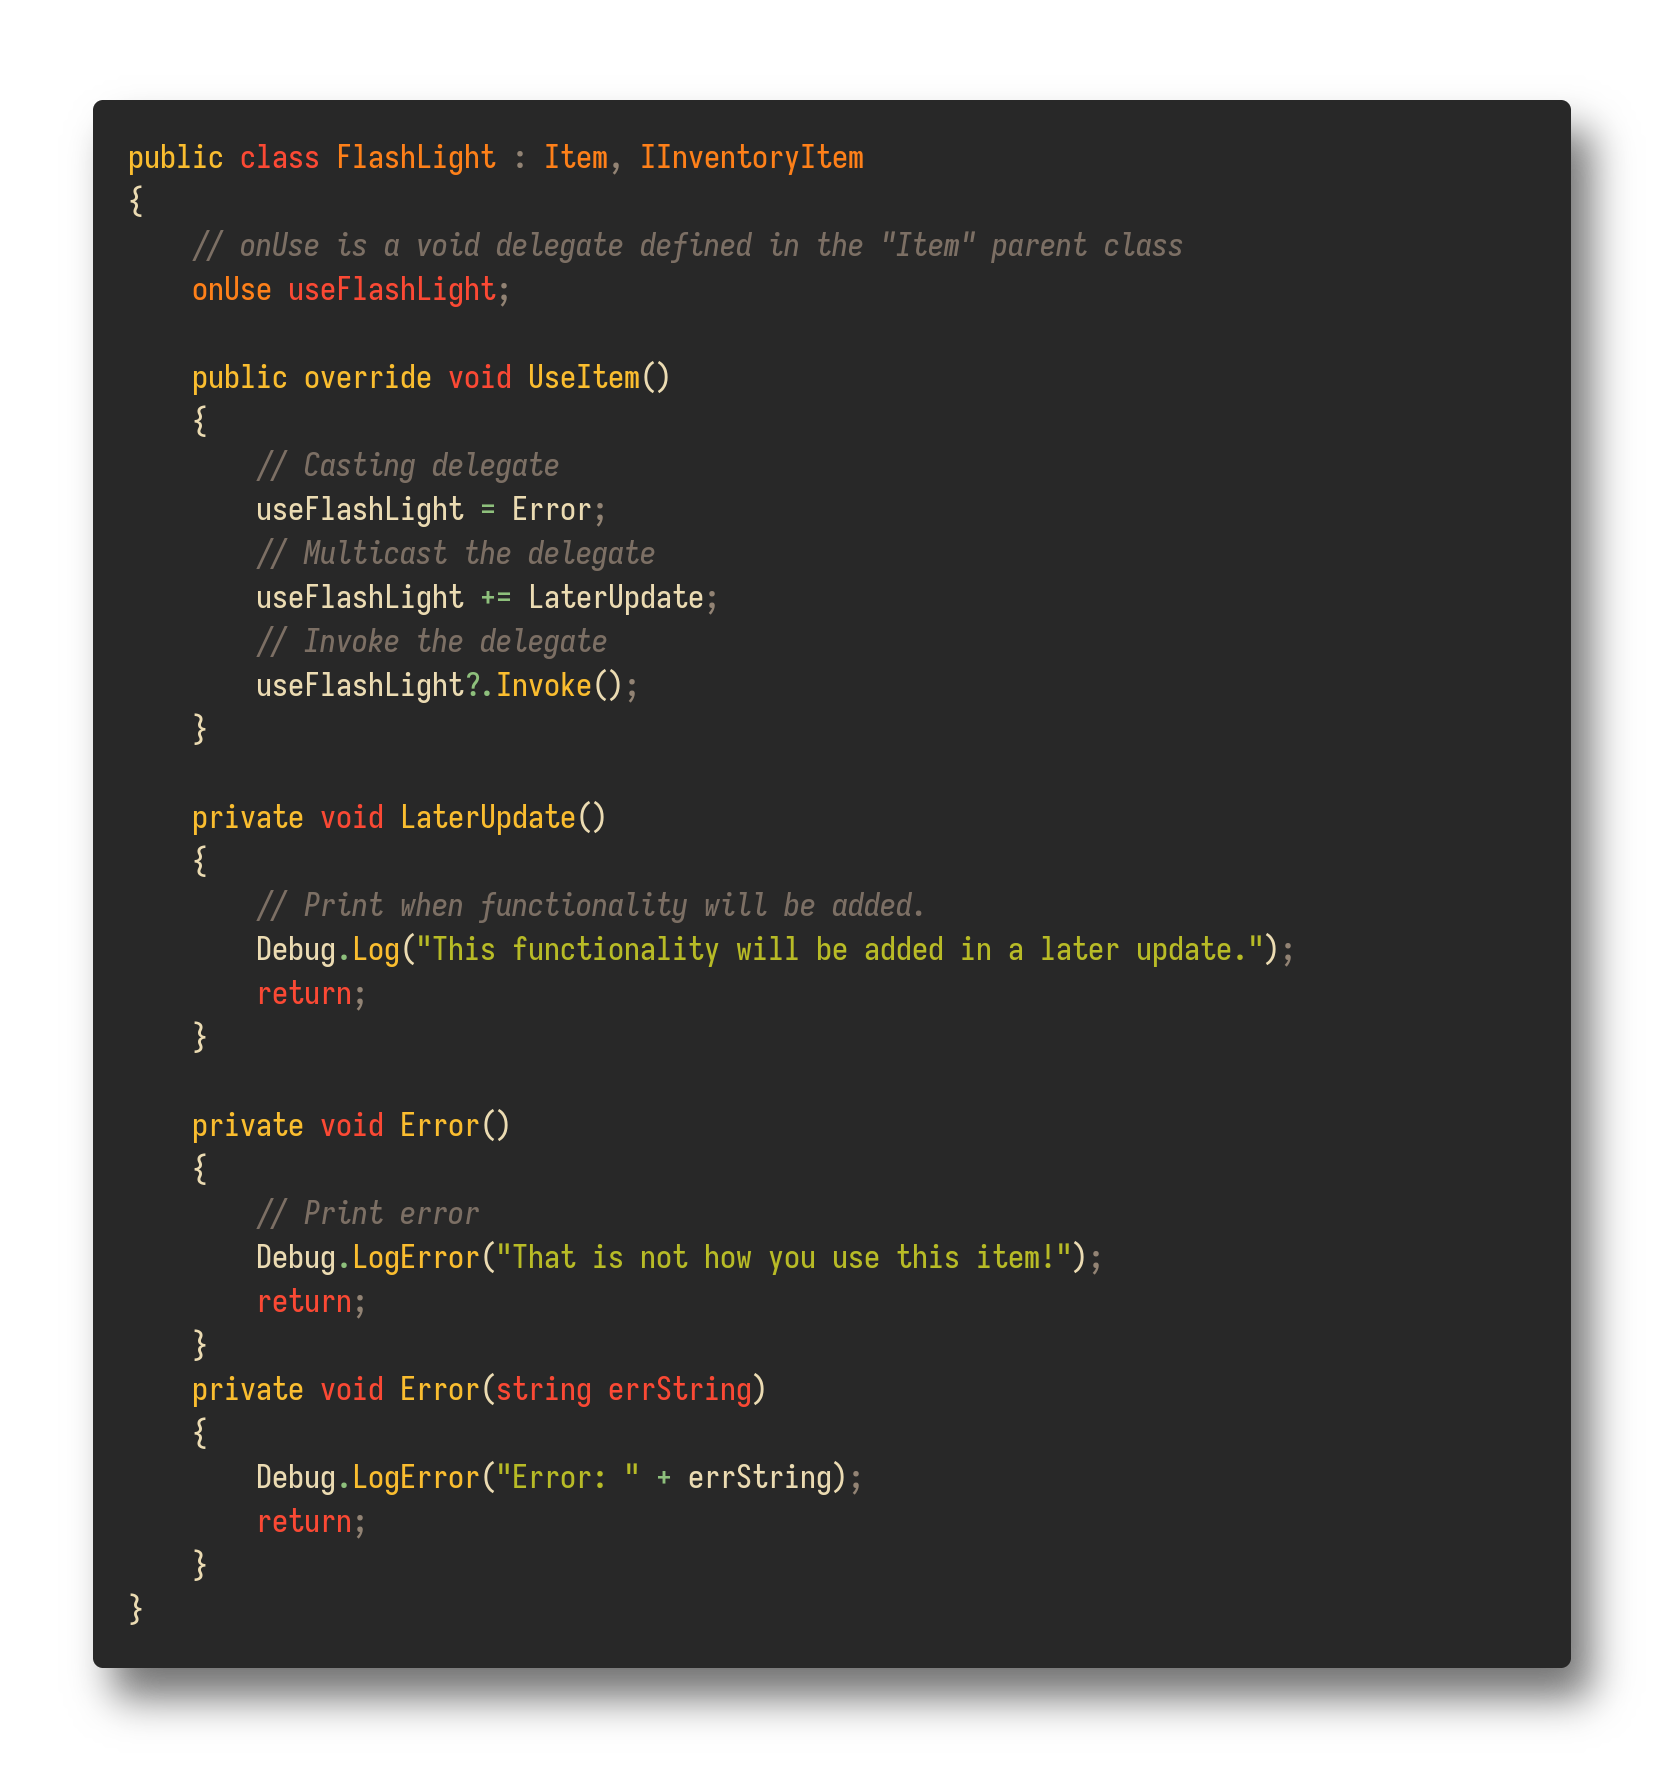 public class FlashLight : Item, IInventoryItem
{
    // onUse is a void delegate defined in the "Item" parent class
    onUse useFlashLight;

    public override void UseItem()
    {
        // Casting delegate
        useFlashLight = Error;
        // Multicast the delegate
        useFlashLight += LaterUpdate;
        // Invoke the delegate
        useFlashLight?.Invoke();
    }

    private void LaterUpdate()
    {
        // Print when functionality will be added.
        Debug.Log("This functionality will be added in a later update.");
        return;
    }

    private void Error()
    {
        // Print error
        Debug.LogError("That is not how you use this item!");
        return;
    }
    private void Error(string errString)
    {
        Debug.LogError("Error: " + errString);
        return;
    }
}